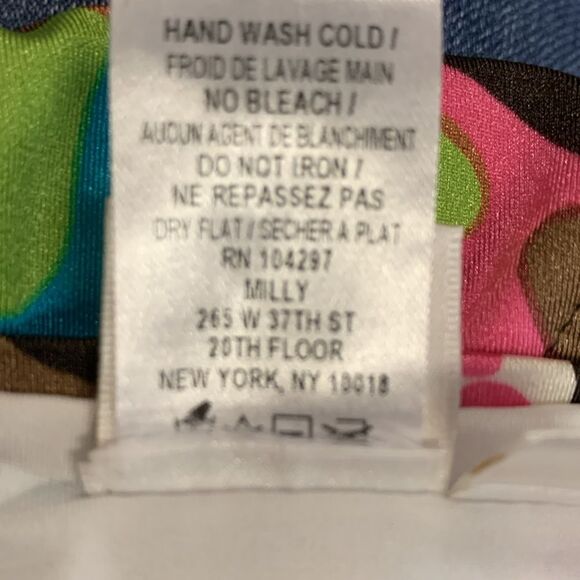 HAND WASH COLD /
FROID DE LAVAGE MAIN
NO BLEACH /
AUCUN AGENT DE BLANCHIMENT
DO NOT IRON /
NE REPASSEZ PAS
DRY FLAT / SECHER A PLAT
RN 104297
MILLY
265 W 37TH ST
20TH FLOOR
NEW YORK, NY 10018